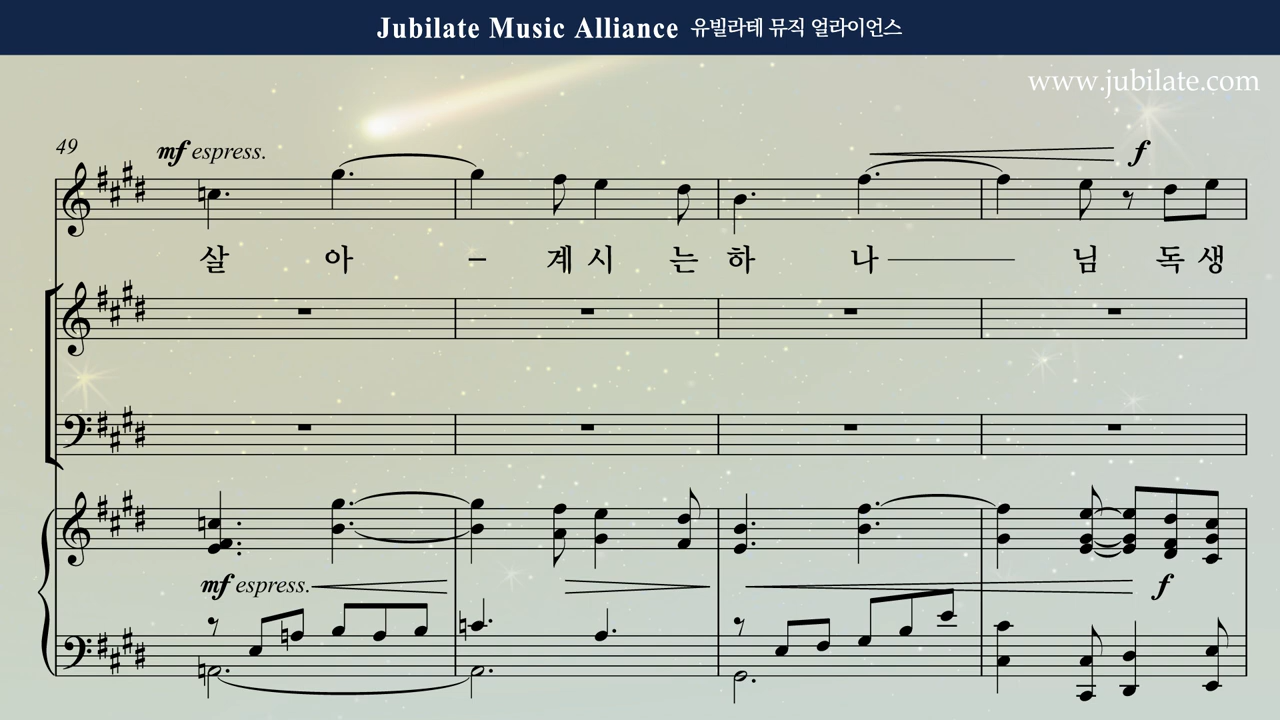 Jubilate Music Alliance 유빌라테 뮤직 얼라이언스
www.jubilate.com
49
mf espress.
f
살 아 – 계 시 는 하 나 님 독 생
mf espress.
f